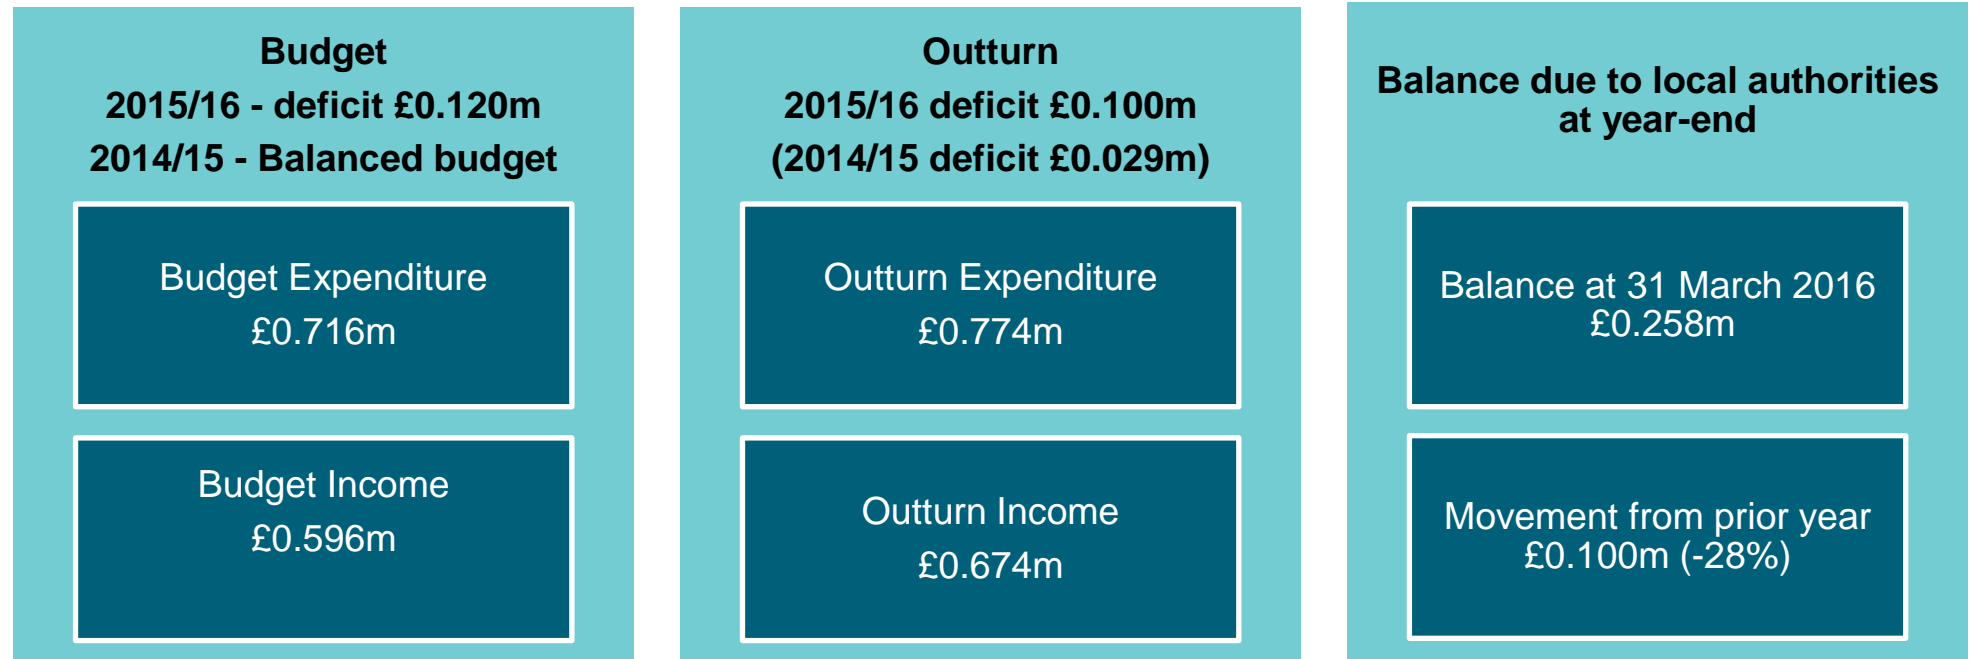 Budget
2015/16 - deficit £0.120m
2014/15 - Balanced budget
Budget Expenditure
£0.716m
Budget Income
£0.596m
Outturn
2015/16 deficit £0.100m
(2014/15 deficit £0.029m)
Outturn Expenditure
£0.774m
Outturn Income
£0.674m
Balance due to local authorities
at year-end
Balance at 31 March 2016
£0.258m
Movement from prior year
£0.100m (-28%)